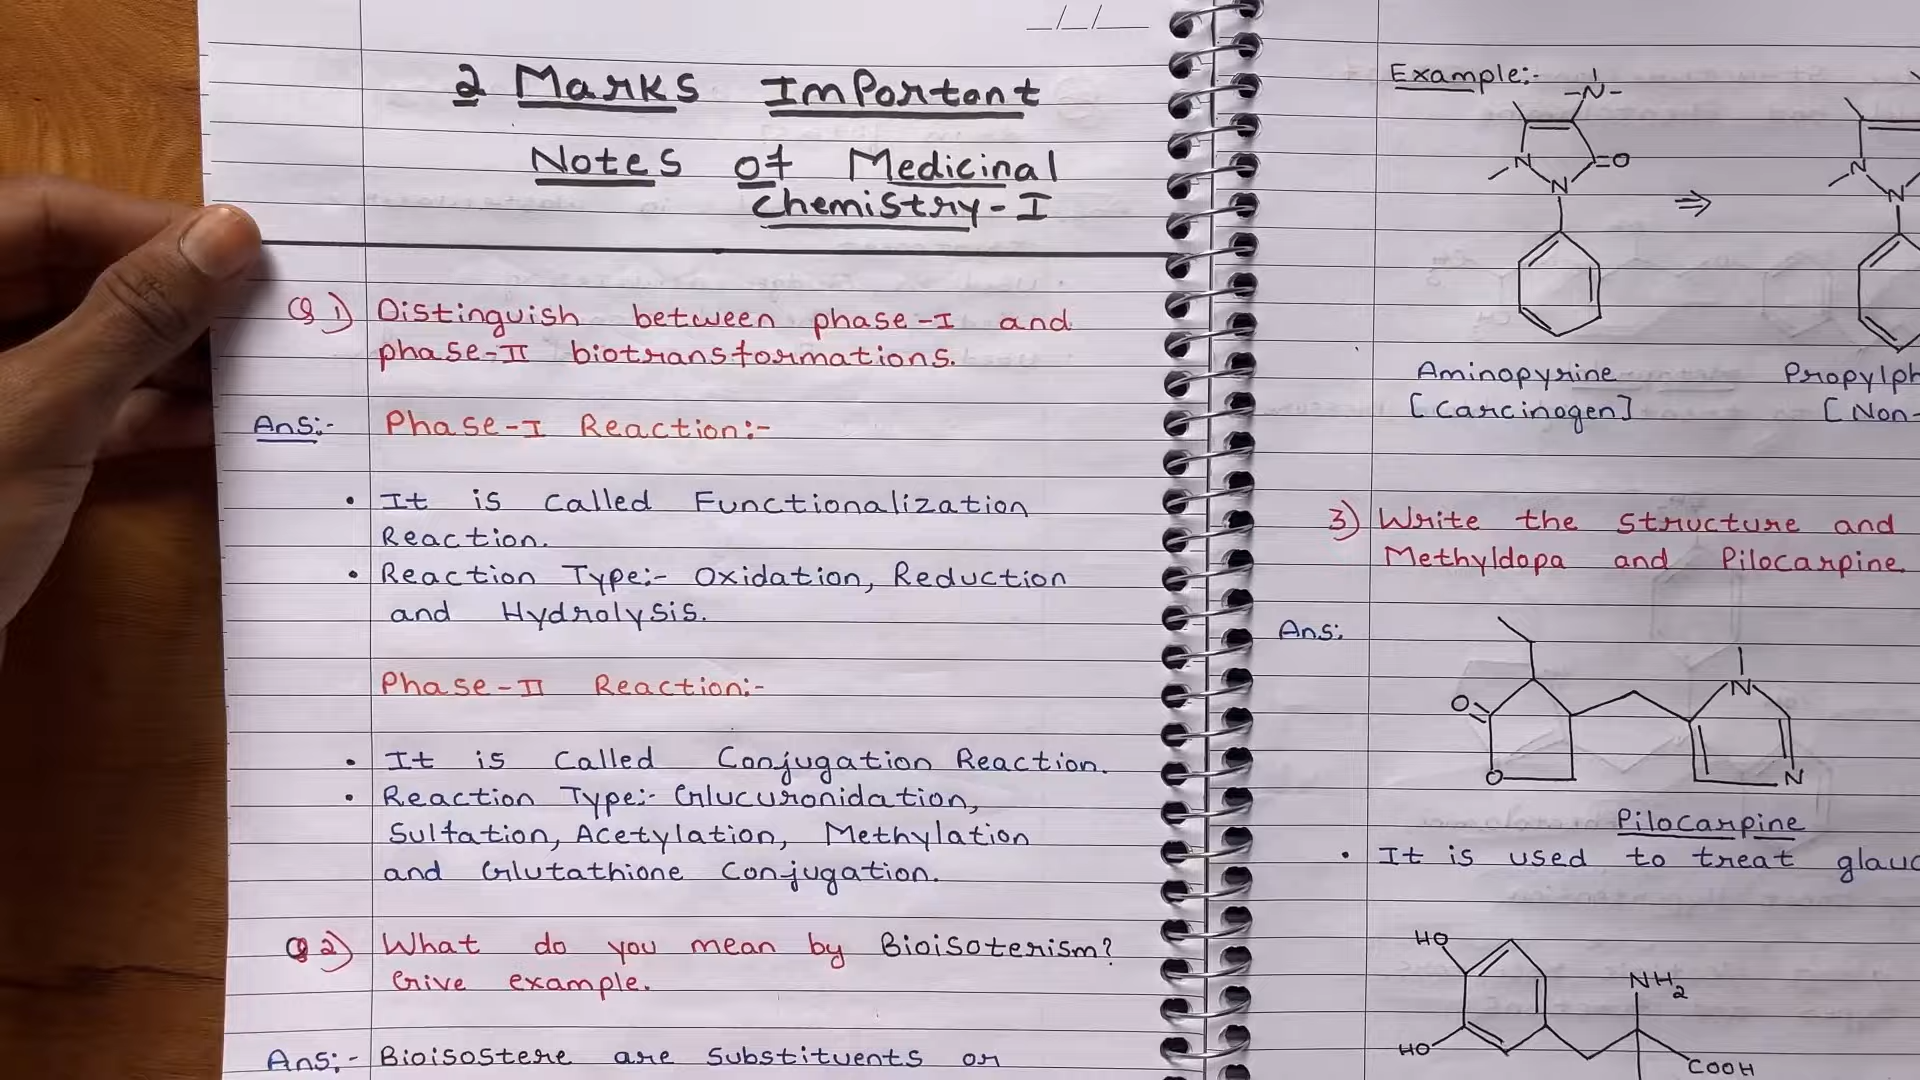 2 Marks Important
Notes of Medicinal
Chemistry-I
Q 1) Distinguish between phase-I and
phase-II biotransformations.
Ans:- Phase-I Reaction:-
• It is called Functionalization
Reaction.
• Reaction Type:- Oxidation, Reduction
and Hydrolysis.
Phase-II Reaction:-
• It is Called Conjugation Reaction.
• Reaction Type:- Glucuronidation,
Sulfation, Acetylation, Methylation
and Glutathione Conjugation.
Q 2) What do you mean by Bioisoterism?
Give example.
Ans:- Bioisostere are substituents or
Example:-
-N-
N
=O
N
N
N
⇒
Aminopyrine
[Carcinogen]
Propylph
[Non-
3) Write the structure and
Methyldopa and Pilocarpine.
Ans:
O
N
O
N
Pilocarpine
• It is used to treat glauc
HO
NH2
HO
COOH